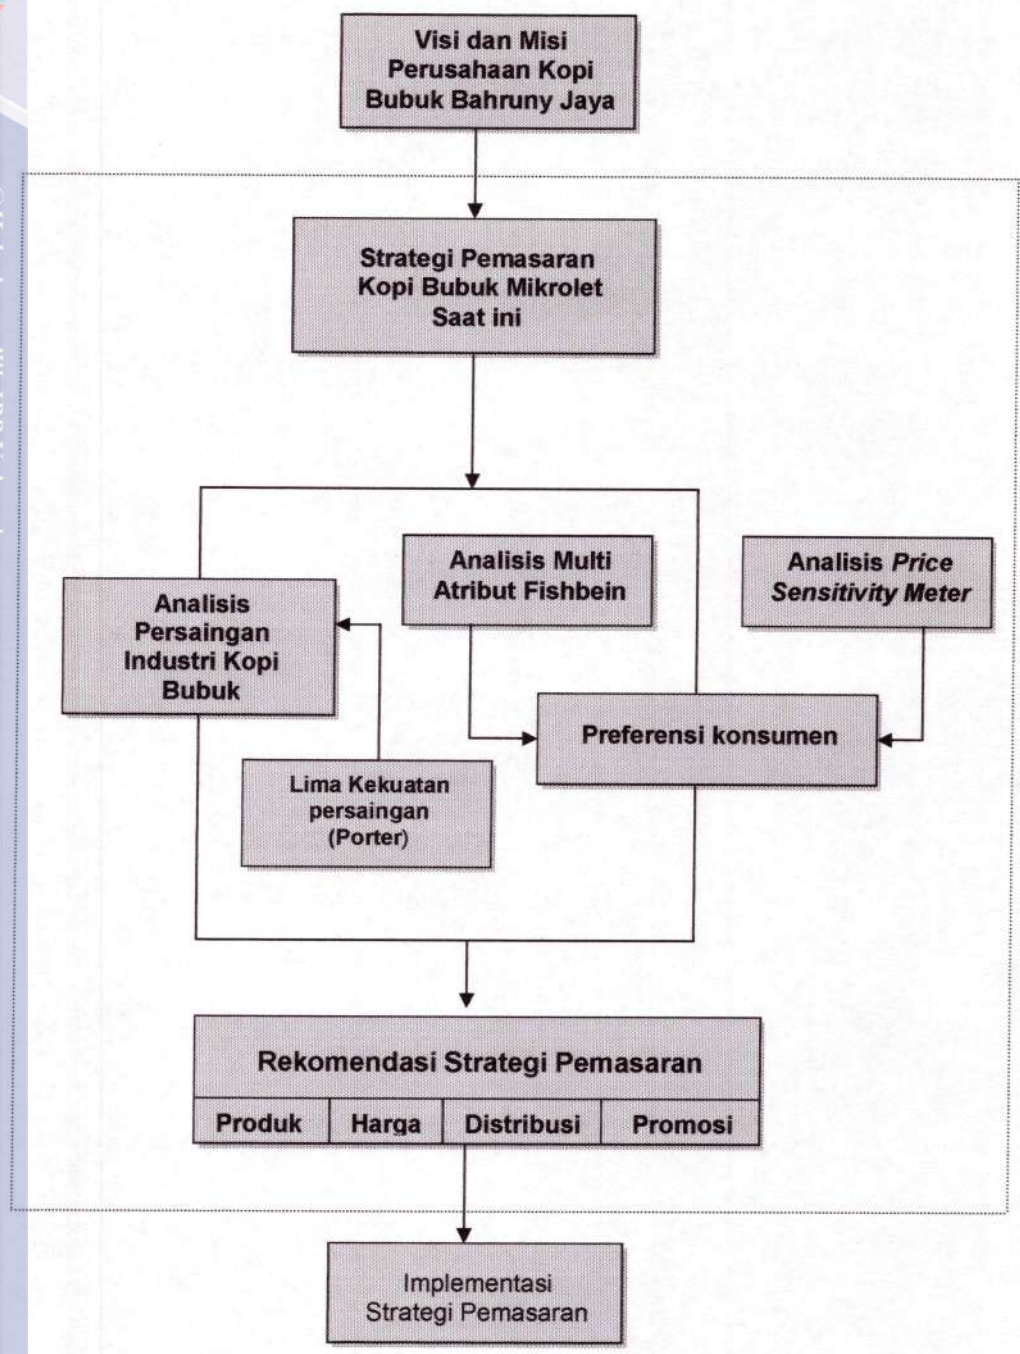 Visi dan Misi
Perusahaan Kopi
Bubuk Bahruny Jaya
Strategi Pemasaran
Kopi Bubuk Mikrolet
Saat ini
Analisis Multi
Atribut Fishbein
Analisis Price
Sensitivity Meter
Analisis
Persaingan
Industri Kopi
Bubuk
Preferensi konsumen
Lima Kekuatan
persaingan
(Porter)
Rekomendasi Strategi Pemasaran
Produk Harga Distribusi Promosi
Implementasi
Strategi Pemasaran